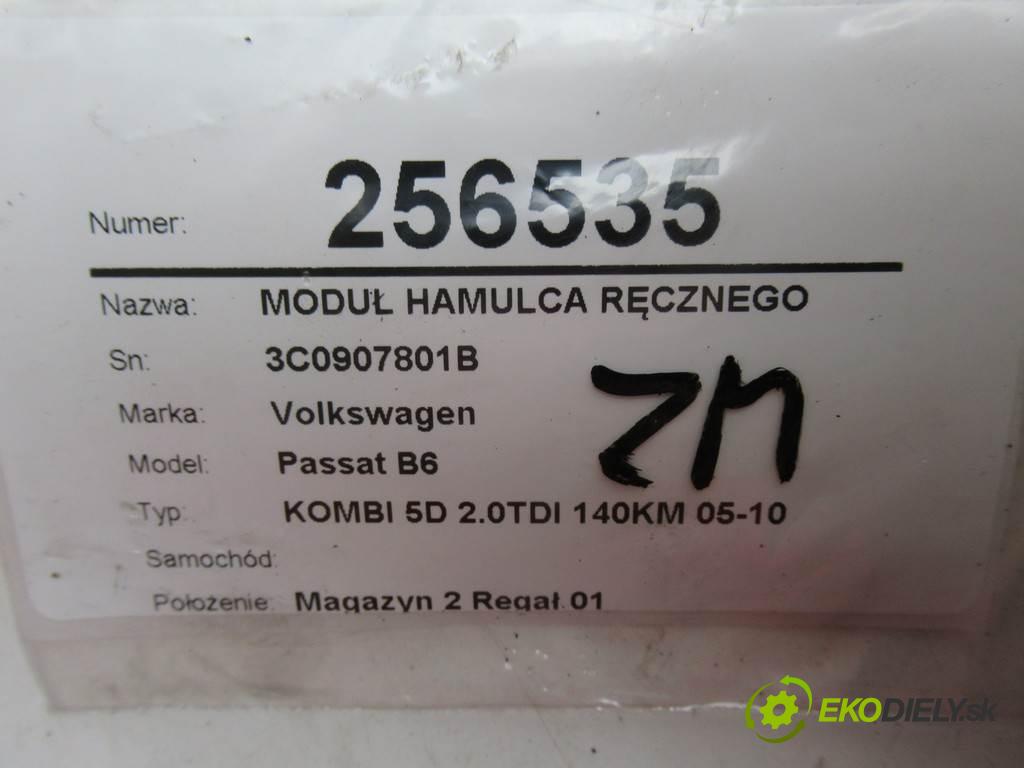 Numer: 256535
Nazwa: MODUŁ HAMULCA RĘCZNEGO
Sn: 3C0907801B
Marka: Volkswagen
Model: Passat B6
Typ: KOMBI 5D 2.0TDI 140KM 05-10
Samochód:
Położenie: Magazyn 2 Regał 01
ZM
EKODIELY.sk